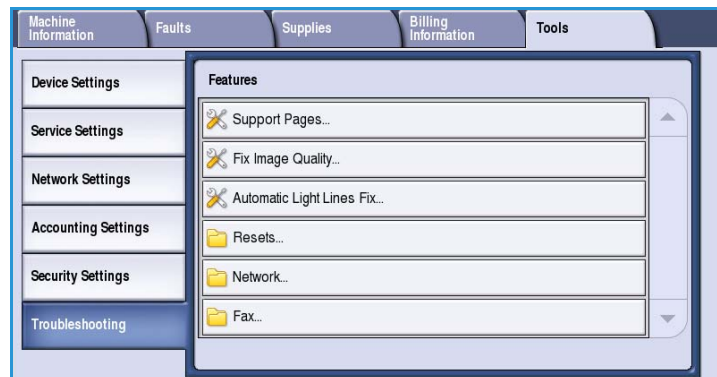 Machine
Information
Faults
Supplies
Billing
Information
Tools
Device Settings
Service Settings
Network Settings
Accounting Settings
Security Settings
Troubleshooting
Features
Support Pages...
Fix Image Quality...
Automatic Light Lines Fix...
Resets...
Network...
Fax...